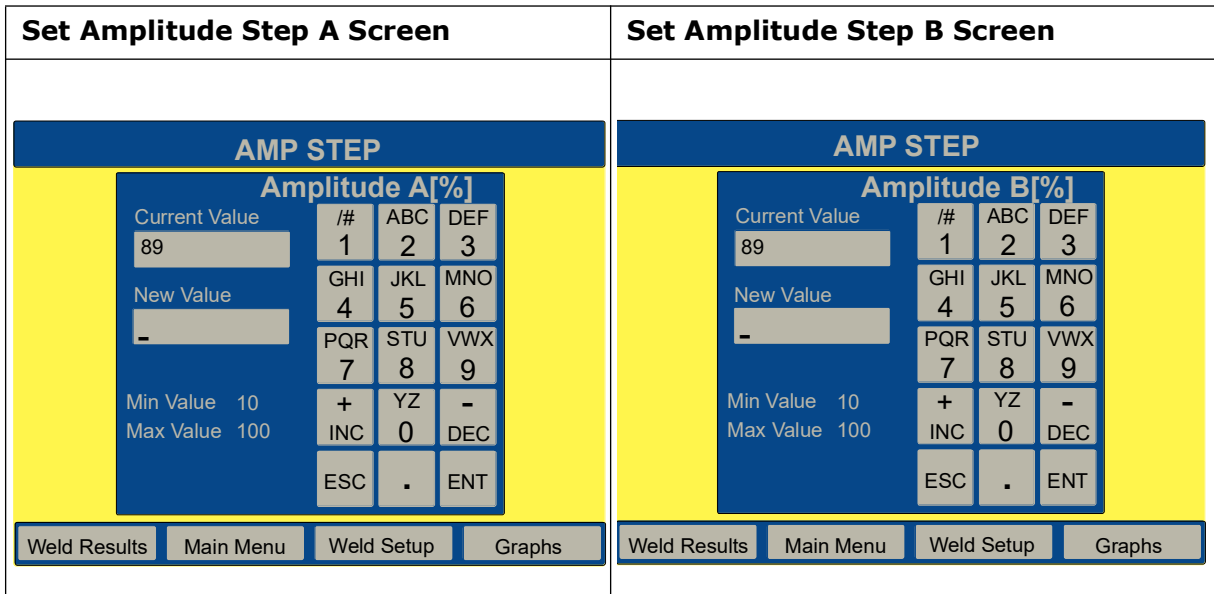 Set Amplitude Step A Screen
Set Amplitude Step B Screen
AMP STEP
Amplitude A[%]
Current Value
89
New Value
-
Min Value 10
Max Value 100
/# ABC DEF
1 2 3
GHI JKL MNO
4 5 6
PQR STU VWX
7 8 9
+ YZ -
INC 0 DEC
ESC . ENT
Weld Results Main Menu Weld Setup Graphs
AMP STEP
Amplitude B[%]
Current Value
89
New Value
-
Min Value 10
Max Value 100
/# ABC DEF
1 2 3
GHI JKL MNO
4 5 6
PQR STU VWX
7 8 9
+ YZ -
INC 0 DEC
ESC . ENT
Weld Results Main Menu Weld Setup Graphs